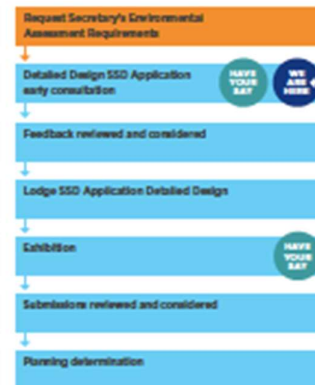 Request Secretary's Environmental
Assessment Requirements
Detailed Design SSD Application
early consultation
HAVE
YOUR
SAY
WE
ARE
HERE
Feedback reviewed and considered
Lodge SSD Application Detailed Design
Exhibition
HAVE
YOUR
SAY
Submissions reviewed and considered
Planning determination